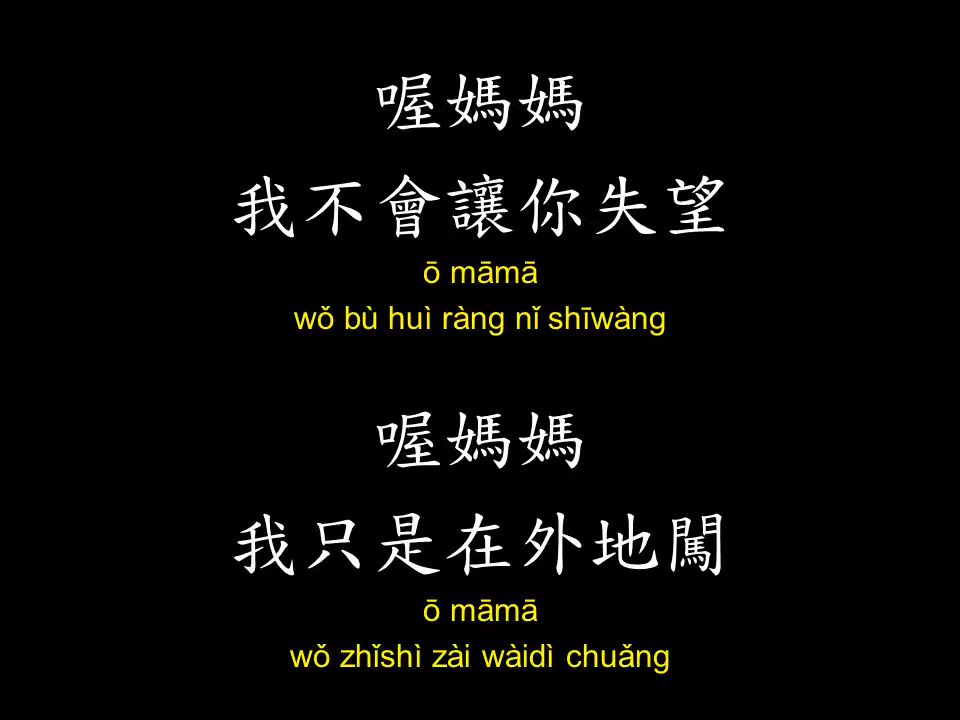 喔媽媽
我不會讓你失望
ō māmā
wǒ bù huì ràng nǐ shīwàng
喔媽媽
我只是在外地闖
ō māmā
wǒ zhǐshì zài wàidì chuǎng